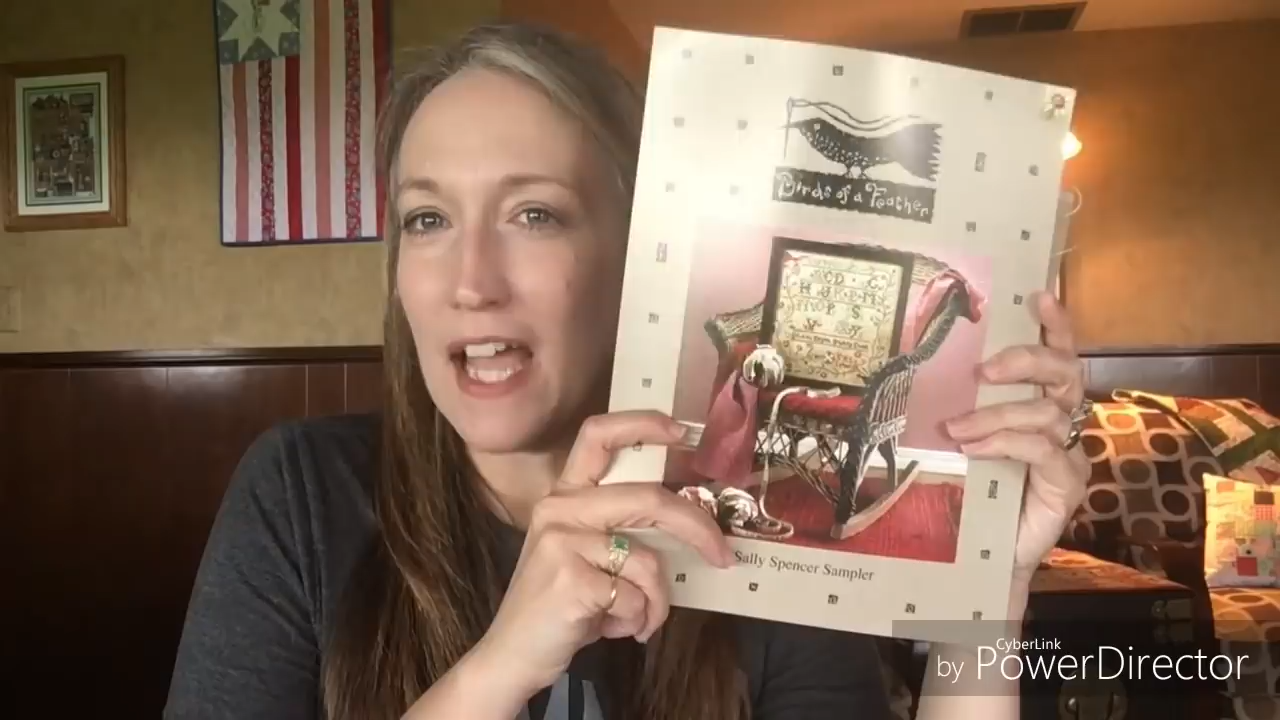 Birds of a Feather
Sally Spencer Sampler
CyberLink
by PowerDirector